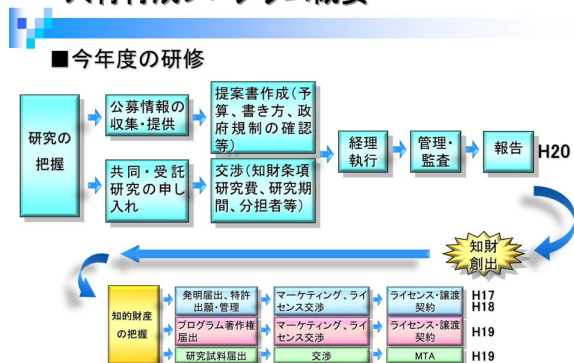 ■今年度の研修
研究の
把握
公募情報の
収集・提供
提案書作成(予
算、書き方、政
府規制の確認
等)
共同・受託
研究の申し
入れ
交渉(知財条項
研究費、研究期
間、分担者等)
経理
執行
管理・
監査
報告
H20
知財
創出
知的財産
の把握
発明届出、特許
出願・管理
マーケティング、ライ
センス交渉
ライセンス・譲渡
契約
H17
H18
プログラム著作権
届出
マーケティング、ライ
センス交渉
ライセンス・譲渡
契約
H19
研究試料届出
交渉
MTA
H19